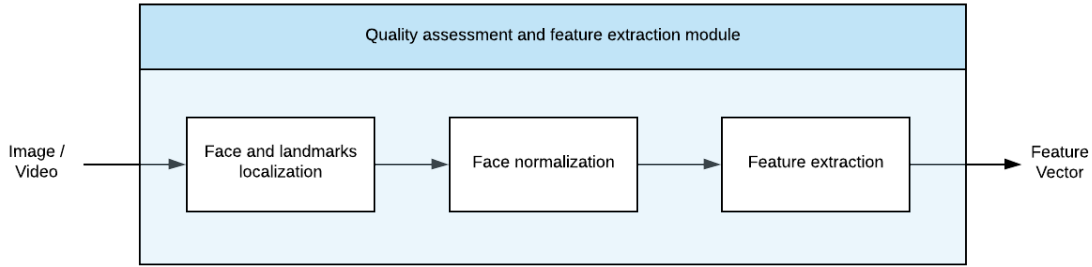 Quality assessment and feature extraction module
Image /
Video
Face and landmarks
localization
Face normalization
Feature extraction
Feature
Vector